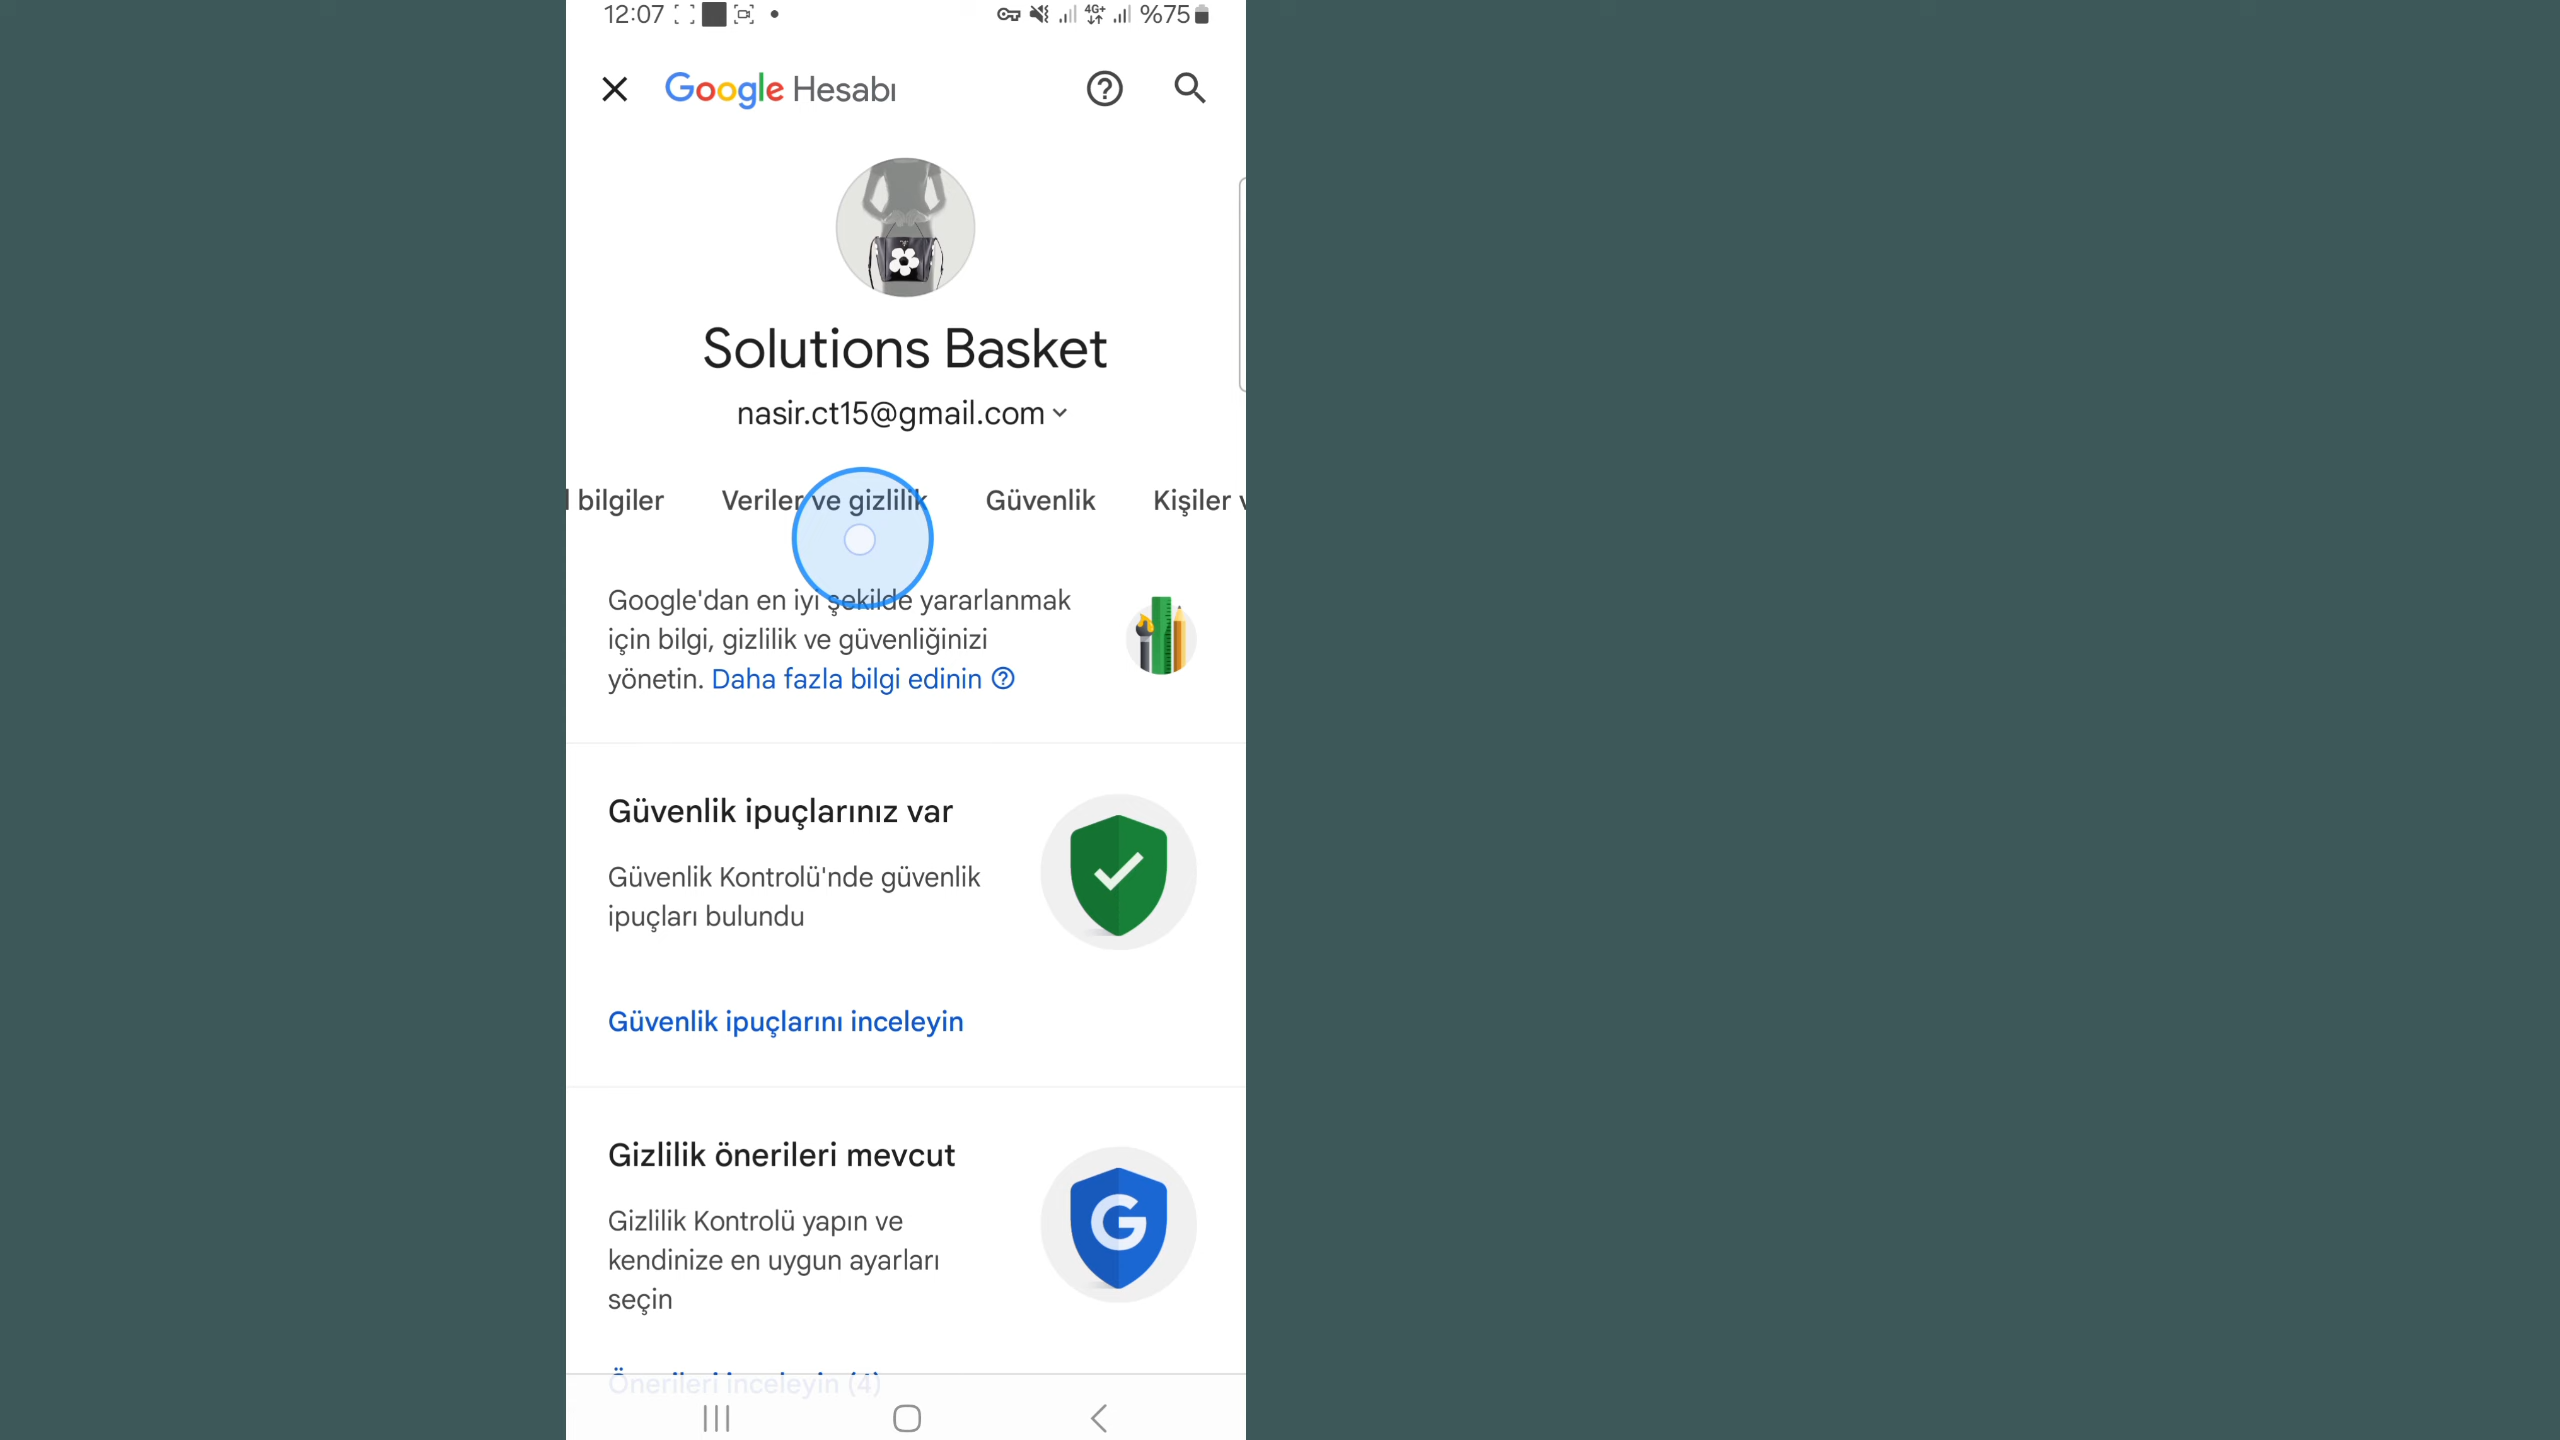 12:07 4G+ %75
Google Hesabı
Solutions Basket
nasir.ct15@gmail.com
l bilgiler Veriler ve gizlilik Güvenlik Kişiler v
Google'dan en iyi şekilde yararlanmak
için bilgi, gizlilik ve güvenliğinizi
yönetin. Daha fazla bilgi edinin
Güvenlik ipuçlarınız var
Güvenlik Kontrolü'nde güvenlik
ipuçları bulundu
Güvenlik ipuçlarını inceleyin
Gizlilik önerileri mevcut
Gizlilik Kontrolü yapın ve
kendinize en uygun ayarları
seçin
Önerileri inceleyin (4)